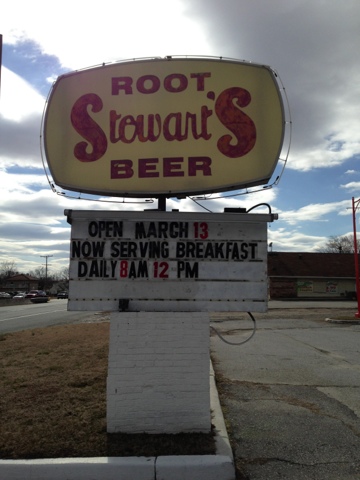 ROOT
Stewart's
BEER
OPEN MARCH 13
NOW SERVING BREAKFAST
DAILY 8AM 12 PM